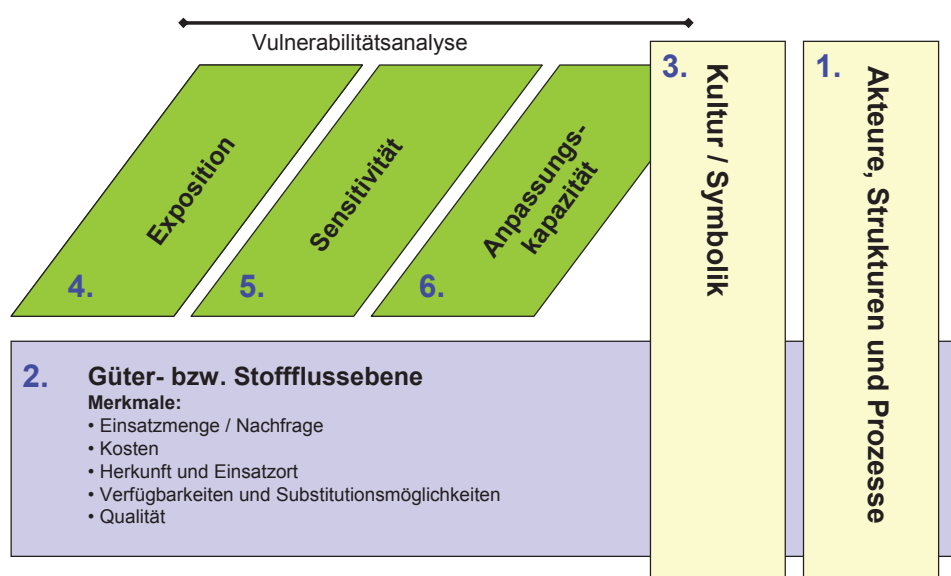 Vulnerabilitätsanalyse
4.
Exposition
5.
Sensitivität
6.
Anpassungs-
kapazität
3.
Kultur / Symbolik
1.
Akteure, Strukturen und Prozesse
2.
Güter- bzw. Stoffflussebene
Merkmale:
• Einsatzmenge / Nachfrage
• Kosten
• Herkunft und Einsatzort
• Verfügbarkeiten und Substitutionsmöglichkeiten
• Qualität